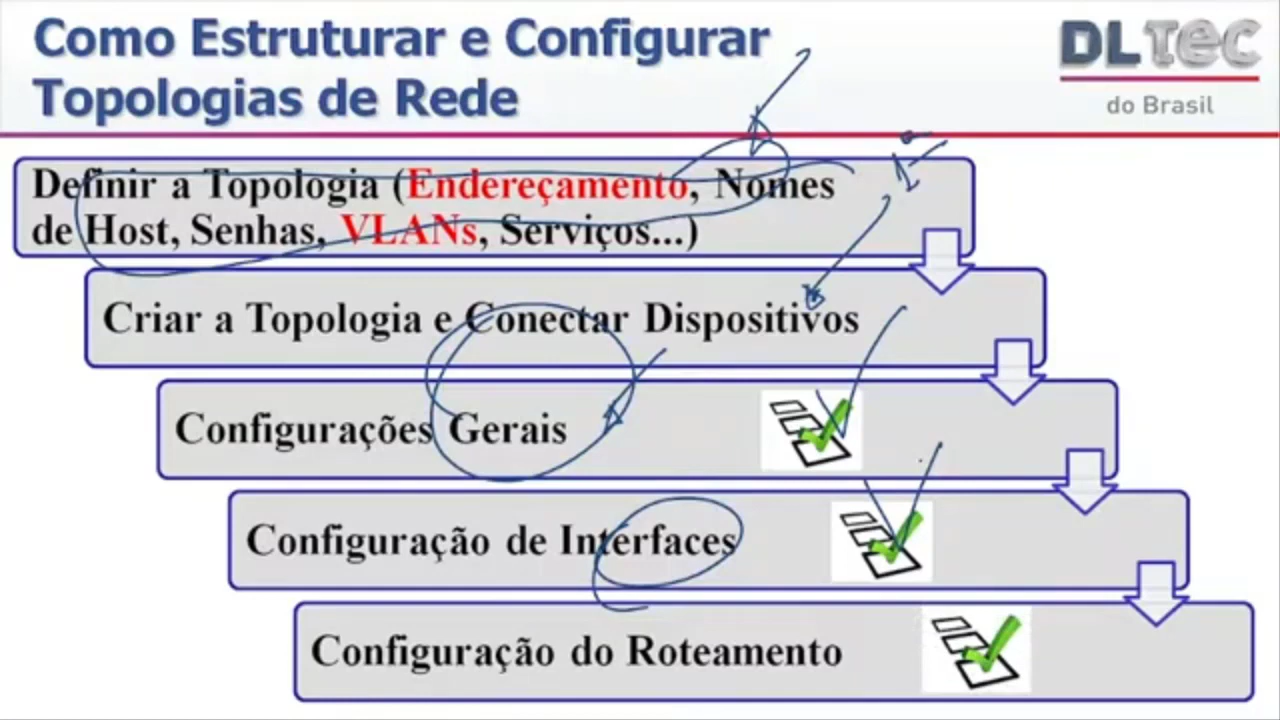 Como Estruturar e Configurar
Topologias de Rede
DLTec
do Brasil
Definir a Topologia (Endereçamento, Nomes
de Host, Senhas, VLANs, Serviços...)
Criar a Topologia e Conectar Dispositivos
Configurações Gerais
Configuração de Interfaces
Configuração do Roteamento